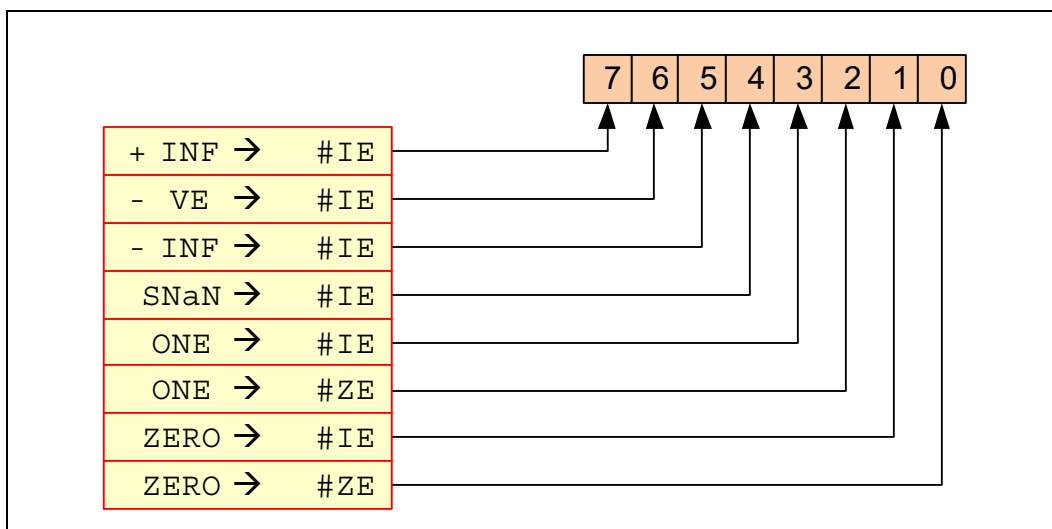 7 6 5 4 3 2 1 0
+ INF → #IE
- VE → #IE
- INF → #IE
SNaN → #IE
ONE → #IE
ONE → #ZE
ZERO → #IE
ZERO → #ZE